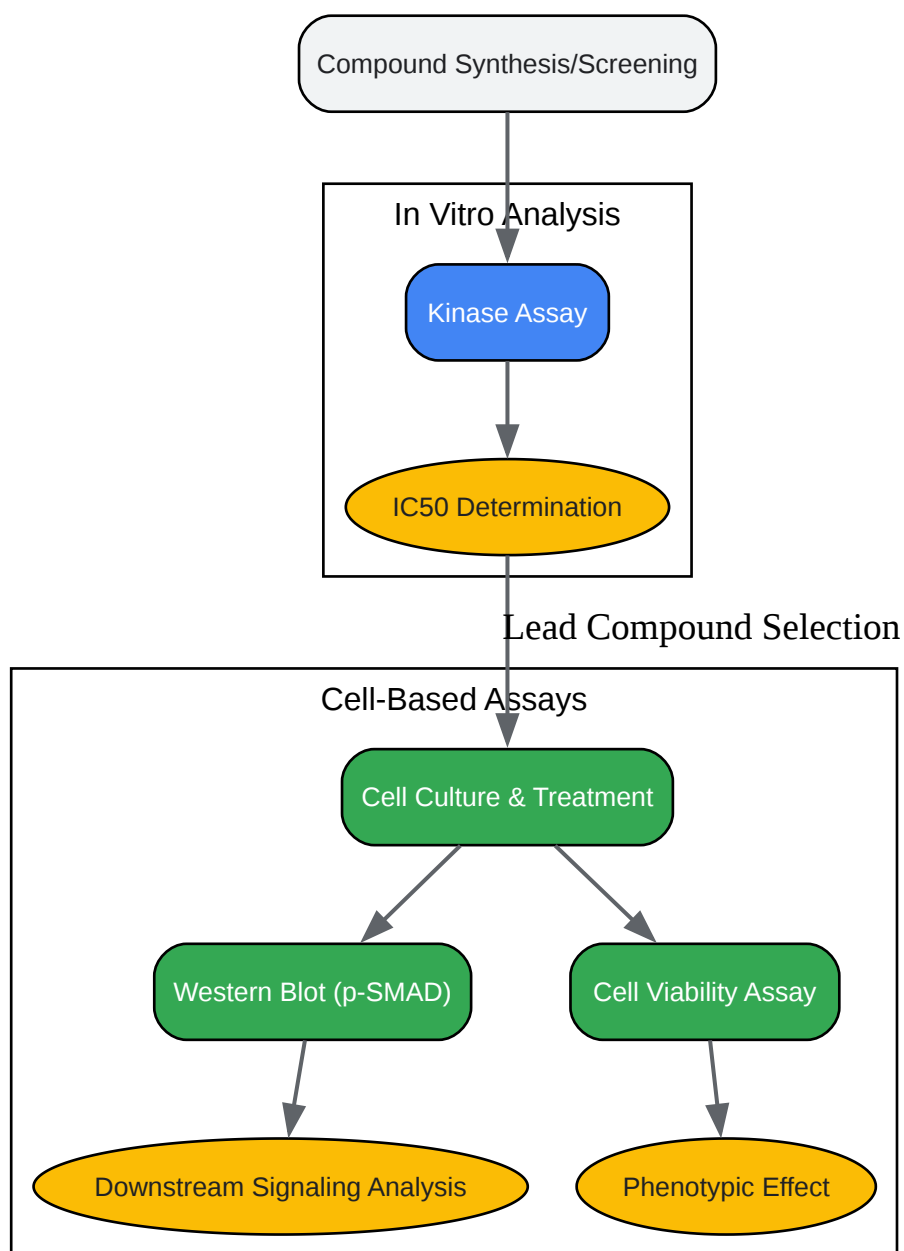 Compound Synthesis/Screening
In Vitro Analysis
Kinase Assay
IC50 Determination
Lead Compound Selection
Cell-Based Assays
Cell Culture & Treatment
Western Blot (p-SMAD)
Cell Viability Assay
Downstream Signaling Analysis
Phenotypic Effect